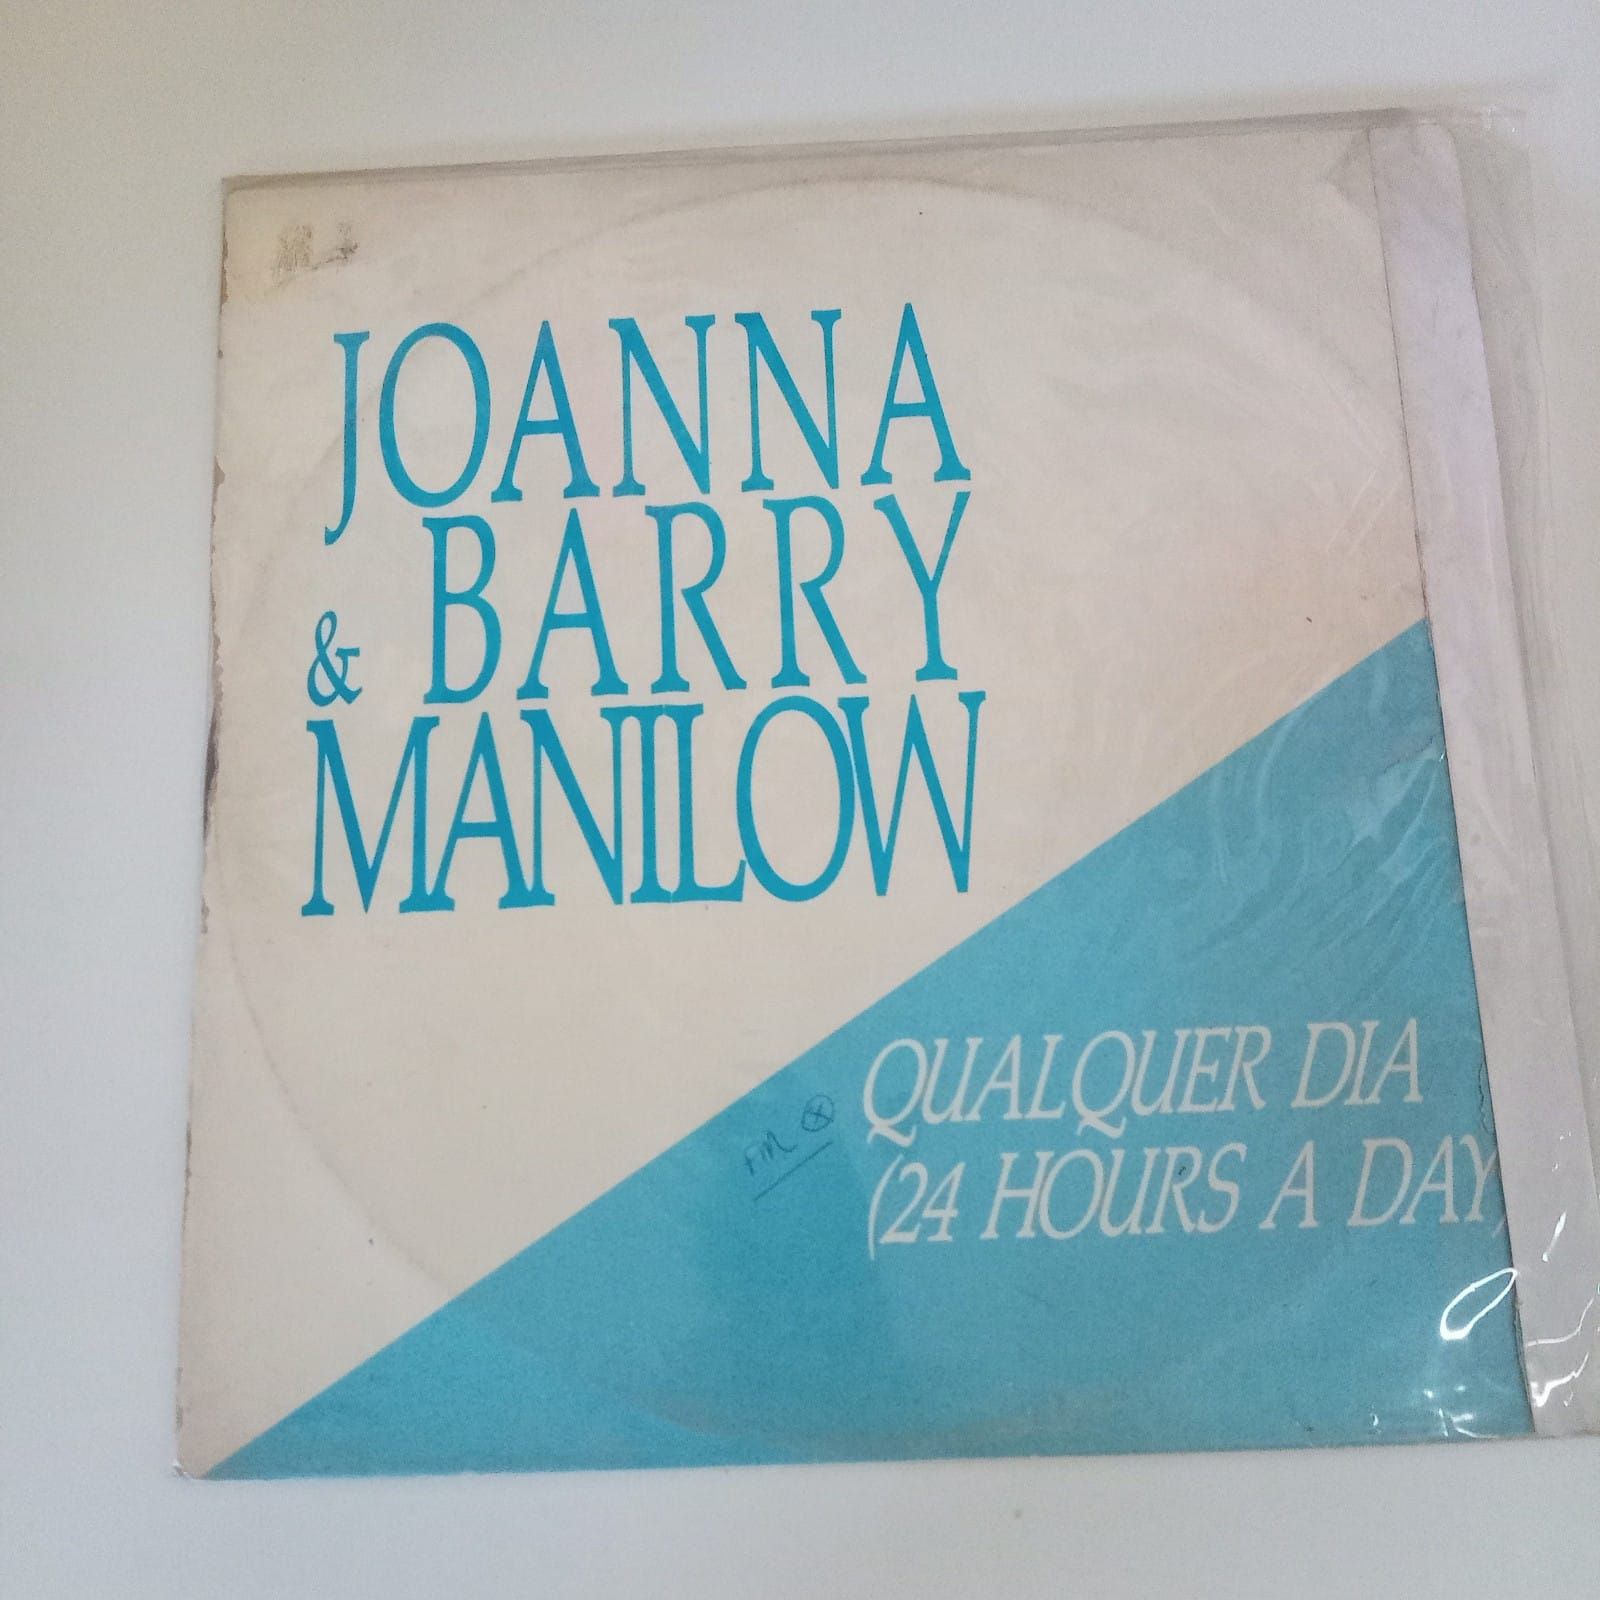 JOANNA
& BARRY
MANILOW
QUALQUER DIA
(24 HOURS A DAY)